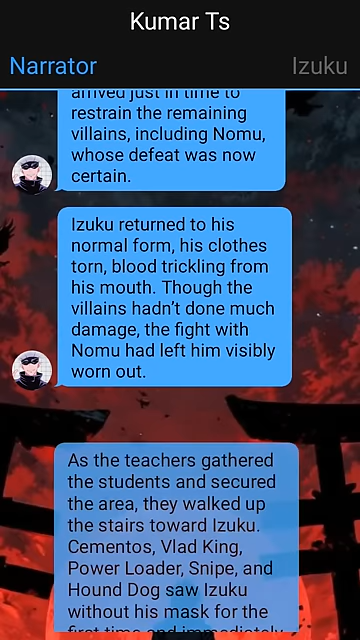 Kumar Ts
Narrator Izuku
arrived just in time to
restrain the remaining
villains, including Nomu,
whose defeat was now
certain.
Izuku returned to his
normal form, his clothes
torn, blood trickling from
his mouth. Though the
villains hadn’t done much
damage, the fight with
Nomu had left him visibly
worn out.
As the teachers gathered
the students and secured
the area, they walked up
the stairs toward Izuku.
Cementos, Vlad King,
Power Loader, Snipe, and
Hound Dog saw Izuku
without his mask for the
first time and immediately